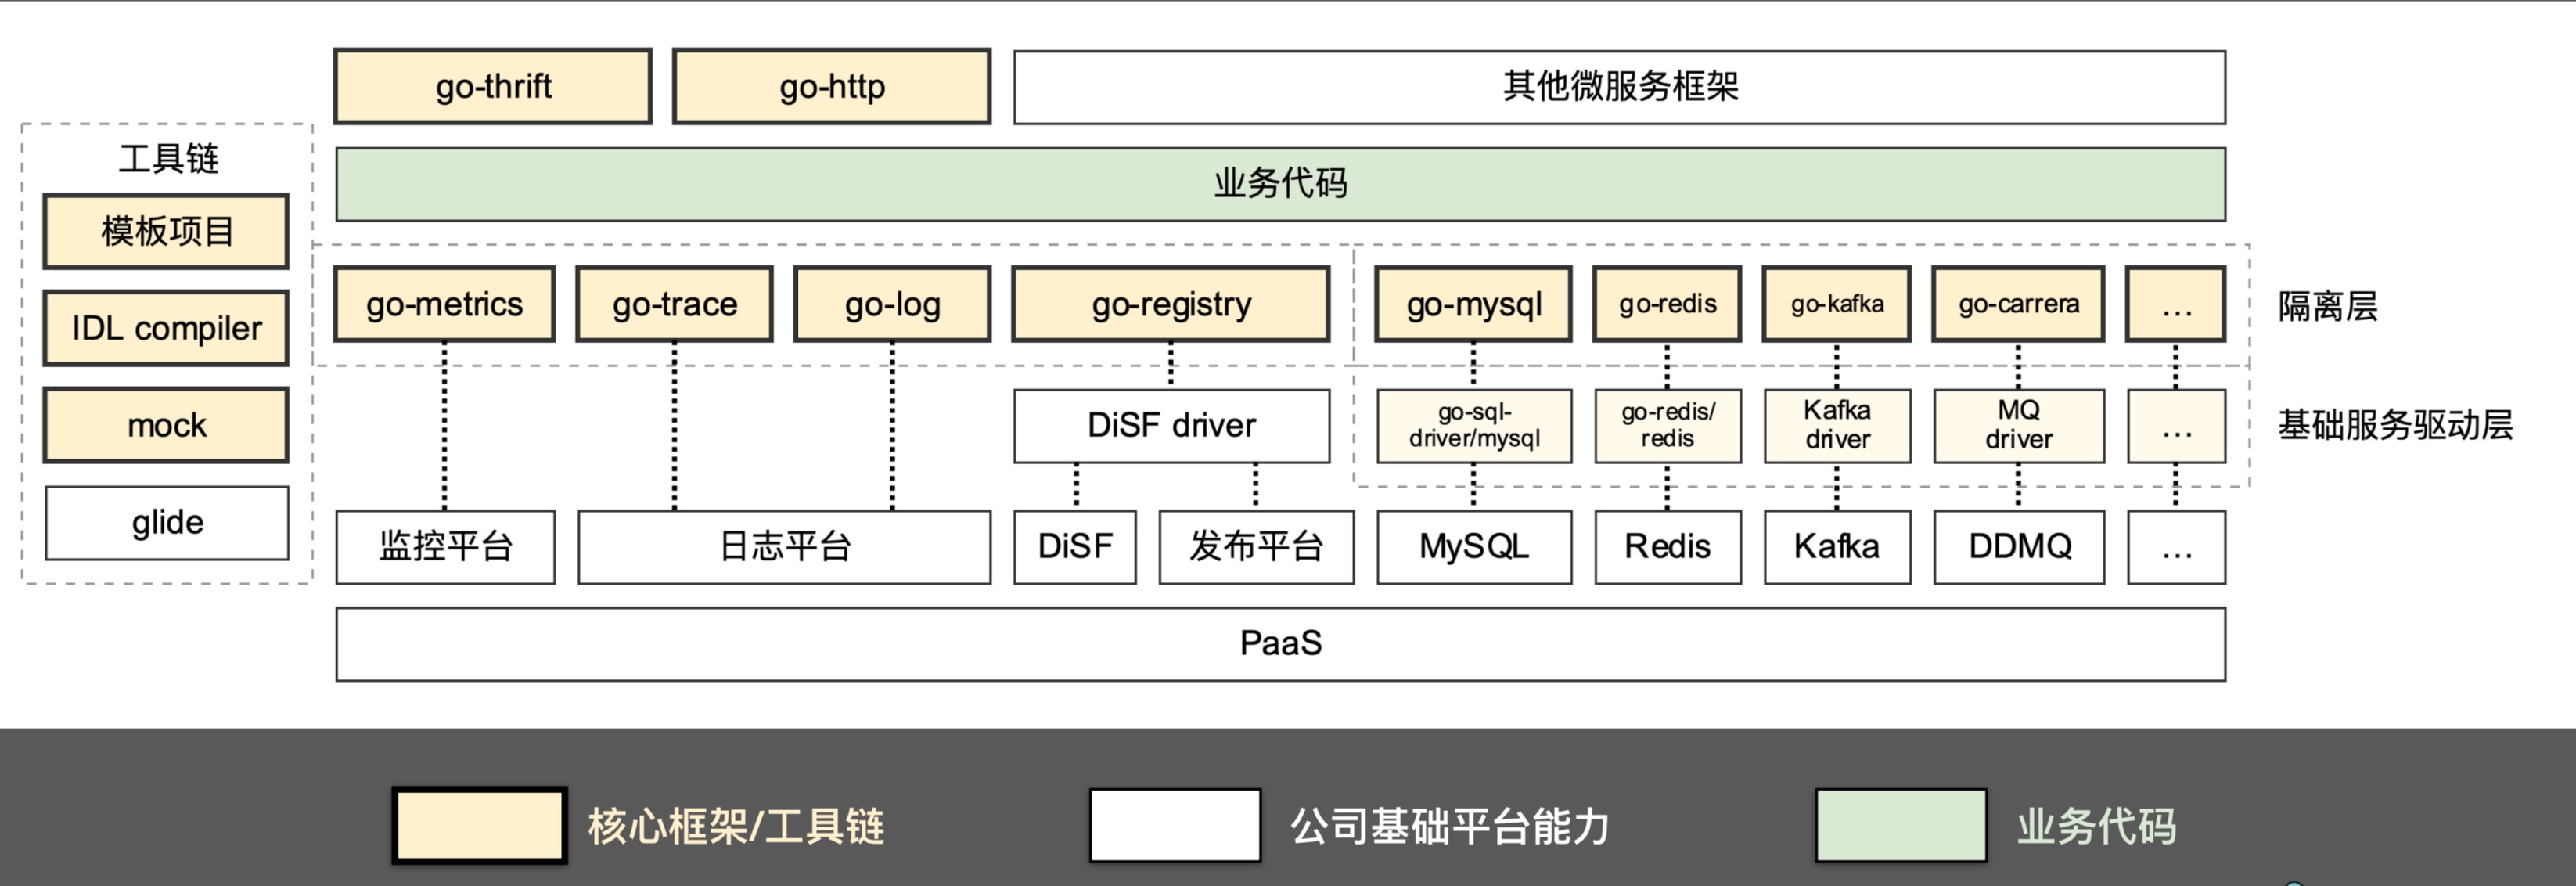 go-thrift
go-http
其他微服务框架
工具链
业务代码
模板项目
IDL compiler
mock
glide
go-metrics
go-trace
go-log
go-registry
go-mysql
go-redis
go-kafka
go-carrera
...
隔离层
DiSF driver
go-sql-
driver/mysql
go-redis/
redis
Kafka
driver
MQ
driver
...
基础服务驱动层
监控平台
日志平台
DiSF
发布平台
MySQL
Redis
Kafka
DDMQ
...
PaaS
核心框架/工具链
公司基础平台能力
业务代码